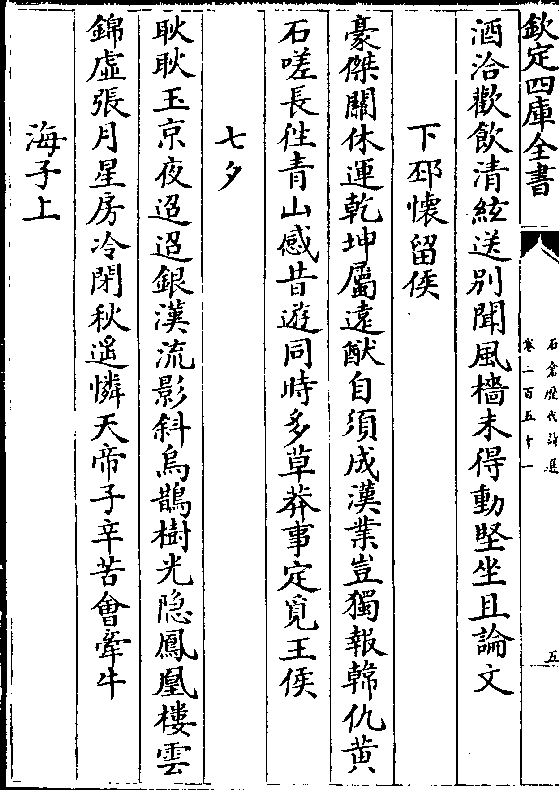 欽定四庫全書
石倉歷代詩選
卷二百五十一
五
酒洽歡飲清絃送別聞風檣未得動堅坐且論文
下邳懷留侯
豪傑關休運乾坤屬遠猷自須成漢業豈獨報韓仇黄
石嗟長徃青山感昔遊同時多草莽事定覓王侯
七夕
耿耿玉京夜迢迢銀漢流影斜烏鵲樹光隠鳳凰樓雲
錦虛張月星房冷閉秋遙憐天帝子辛苦會牽牛
海子上